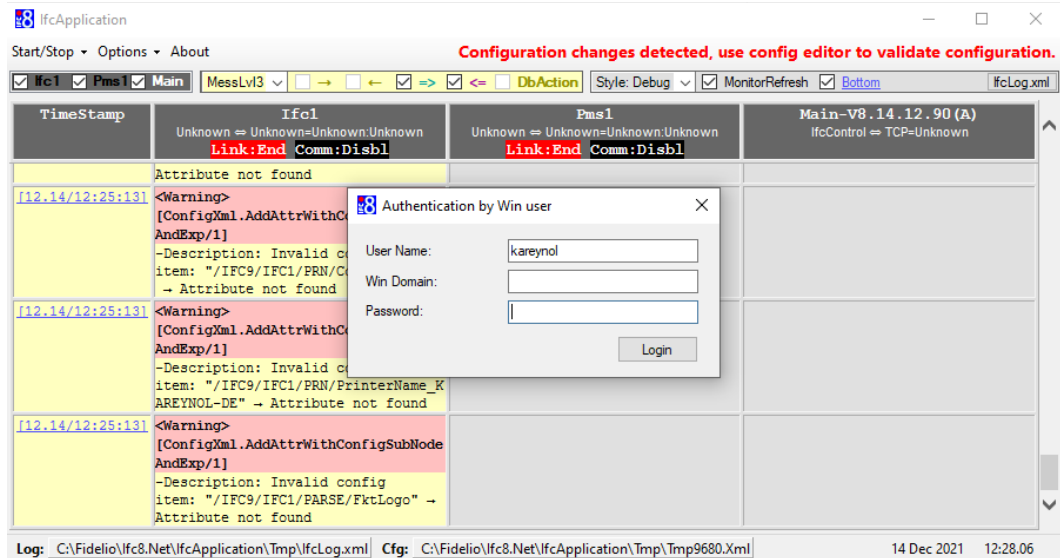 IfcApplication
Start/Stop Options About
Configuration changes detected, use config editor to validate configuration.
Ifc1 Pms1 Main MessLvl3 → ← => <= DbAction Style: Debug MonitorRefresh Bottom IfcLog.xml
TimeStamp
Ifc1
Unknown ⇔ Unknown=Unknown:Unknown
Link:End Comm:Disbl
Pms1
Unknown ⇔ Unknown=Unknown:Unknown
Link:End Comm:Disbl
Main-V8.14.12.90(A)
IfcControl ⇔ TCP=Unknown
Attribute not found
[12.14/12:25:13] <Warning>
[ConfigXml.AddAttrWithCo
AndExp/1]
-Description: Invalid co
item: "/IFC9/IFC1/PRN/Co
→ Attribute not found
[12.14/12:25:13] <Warning>
[ConfigXml.AddAttrWithCo
AndExp/1]
-Description: Invalid co
item: "/IFC9/IFC1/PRN/PrinterName_K
AREYNOL-DE" → Attribute not found
[12.14/12:25:13] <Warning>
[ConfigXml.AddAttrWithConfigSubNode
AndExp/1]
-Description: Invalid config
item: "/IFC9/IFC1/PARSE/FktLogo" →
Attribute not found
Authentication by Win user
User Name: kareynol
Win Domain:
Password:
Login
Log: C:\Fidelio\Ifc8.Net\IfcApplication\Tmp\IfcLog.xml Cfg: C:\Fidelio\Ifc8.Net\IfcApplication\Tmp\Tmp9680.Xml 14 Dec 2021 12:28.06